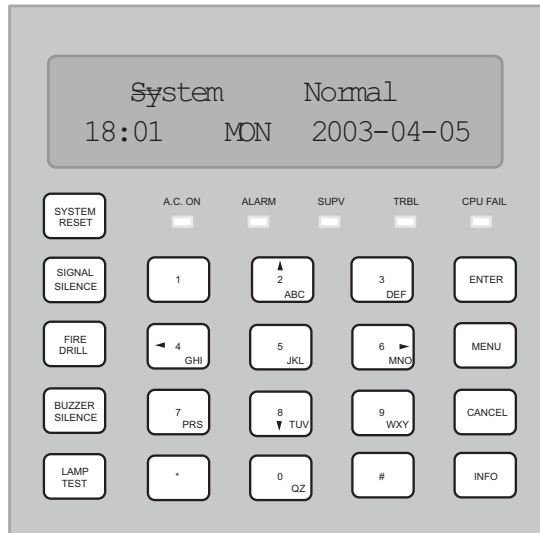 System Normal
18:01 MON 2003-04-05
SYSTEM RESET
A.C. ON ALARM SUPV TRBL CPU FAIL
SIGNAL SILENCE
1
2 ABC
3 DEF
ENTER
FIRE DRILL
4 GHI
5 JKL
6 MNO
MENU
BUZZER SILENCE
7 PRS
8 TUV
9 WXY
CANCEL
LAMP TEST
*
0 QZ
#
INFO